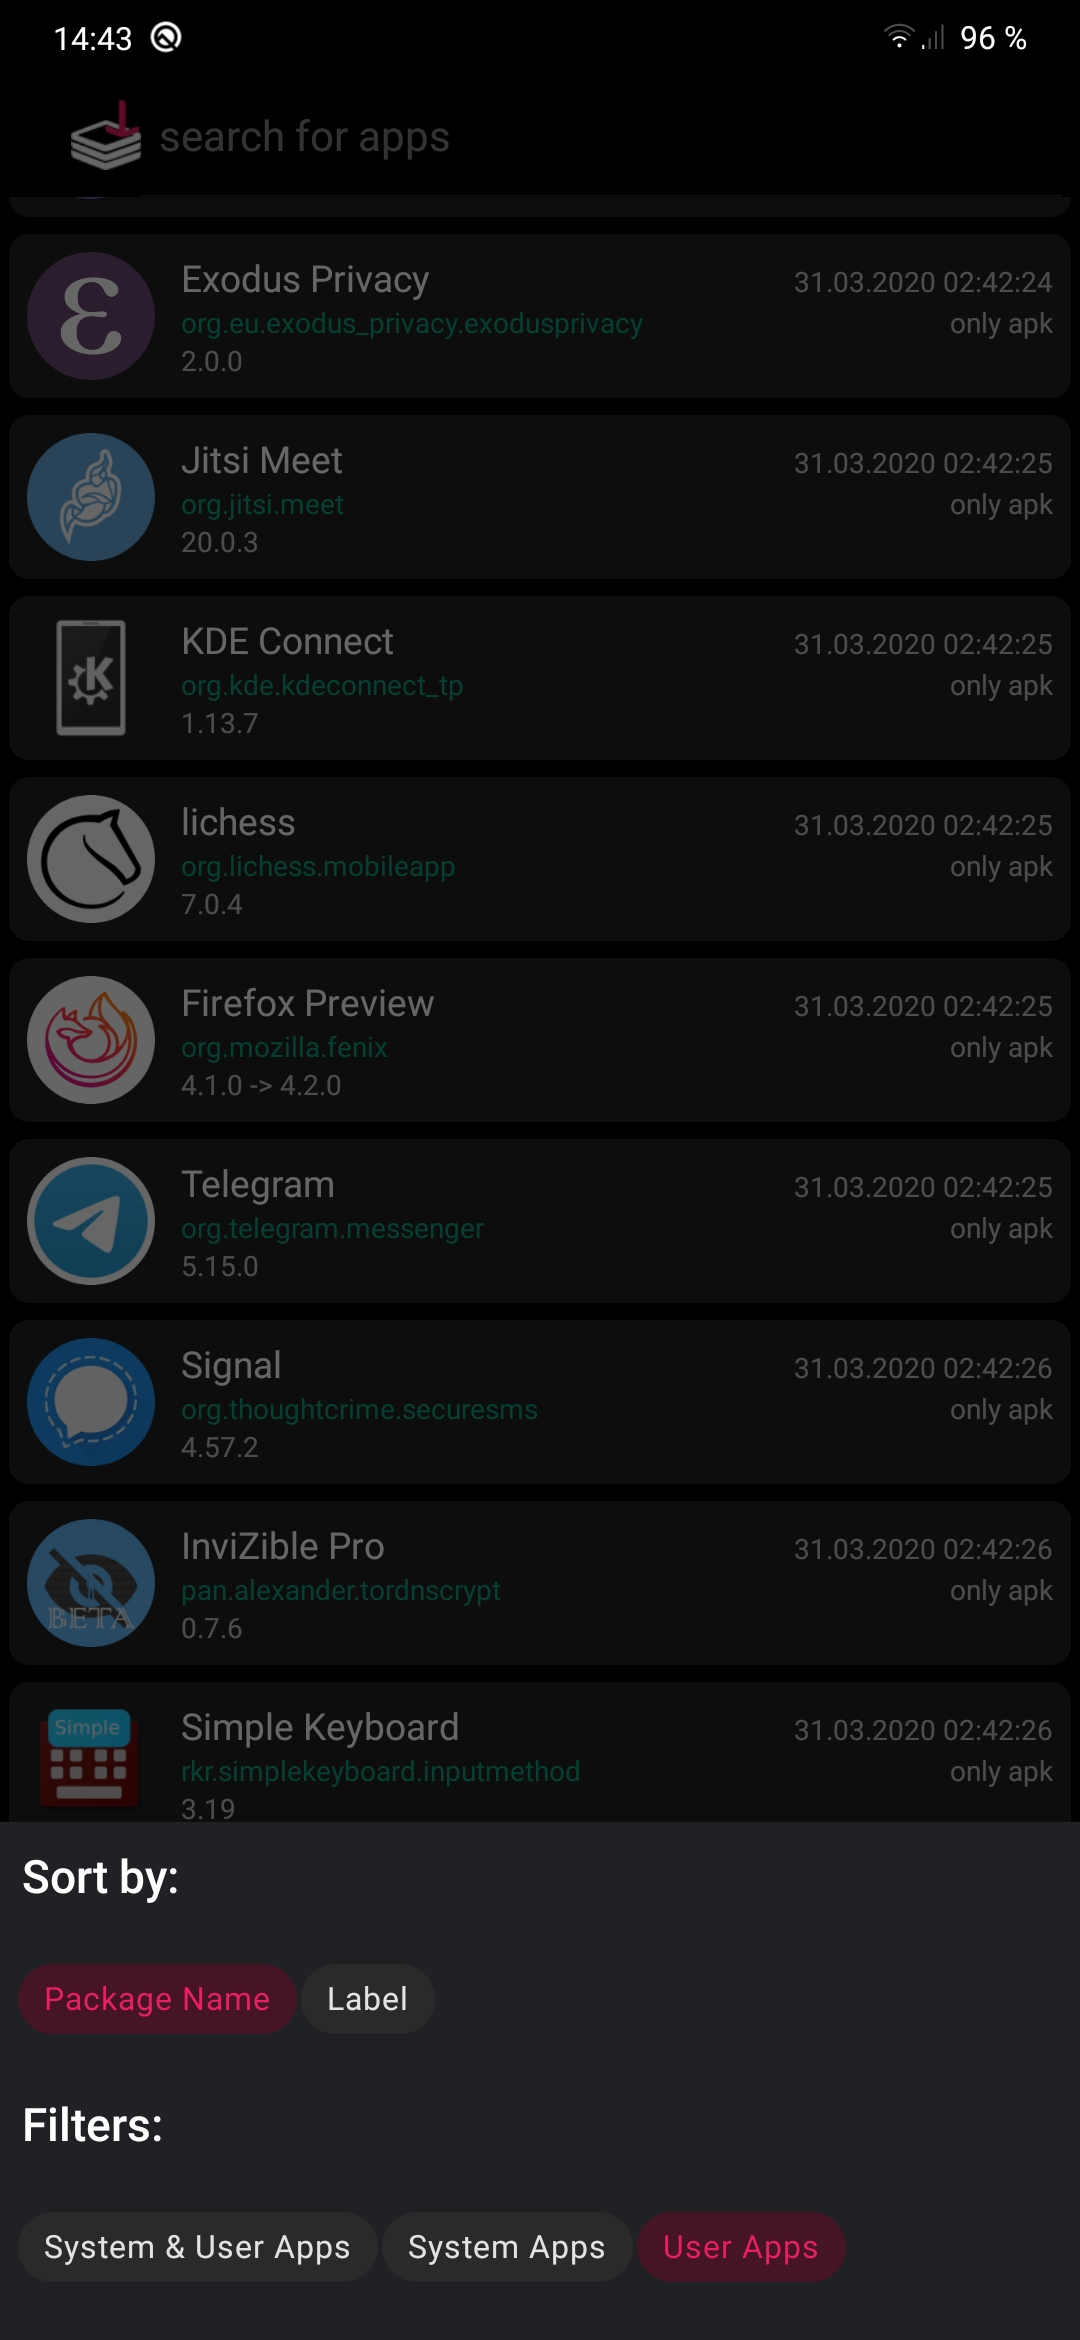 14:43
96 %
search for apps
Exodus Privacy
31.03.2020 02:42:24
org.eu.exodus_privacy.exodusprivacy
only apk
2.0.0
Jitsi Meet
31.03.2020 02:42:25
org.jitsi.meet
only apk
20.0.3
KDE Connect
31.03.2020 02:42:25
org.kde.kdeconnect_tp
only apk
1.13.7
lichess
31.03.2020 02:42:25
org.lichess.mobileapp
only apk
7.0.4
Firefox Preview
31.03.2020 02:42:25
org.mozilla.fenix
only apk
4.1.0 -> 4.2.0
Telegram
31.03.2020 02:42:25
org.telegram.messenger
only apk
5.15.0
Signal
31.03.2020 02:42:26
org.thoughtcrime.securesms
only apk
4.57.2
BETA
InviZible Pro
31.03.2020 02:42:26
pan.alexander.tordnscrypt
only apk
0.7.6
Simple
Simple Keyboard
31.03.2020 02:42:26
rkr.simplekeyboard.inputmethod
only apk
3.19
Sort by:
Package Name
Label
Filters:
System & User Apps
System Apps
User Apps